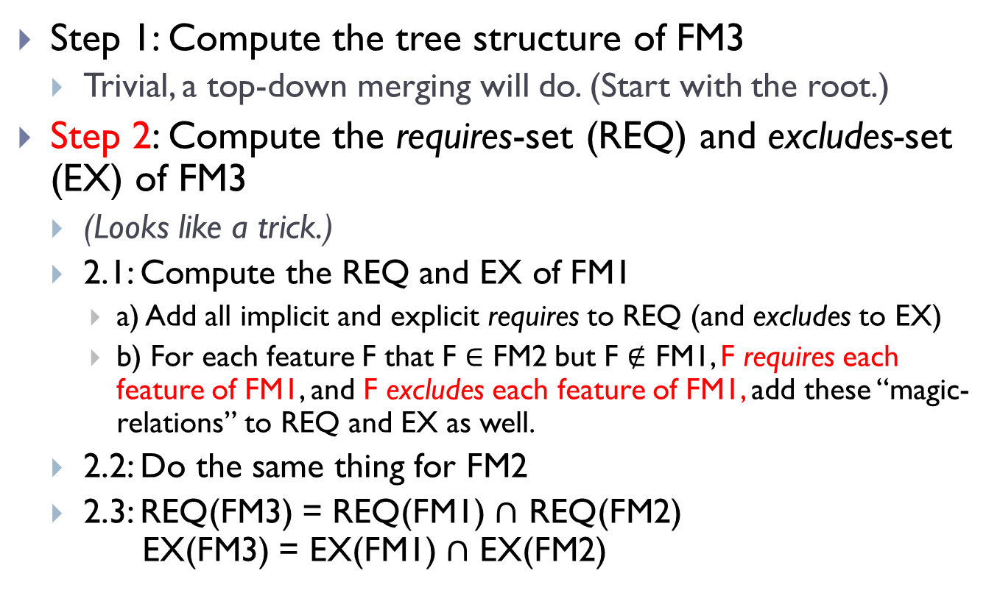 Step 1: Compute the tree structure of FM3
Trivial, a top-down merging will do. (Start with the root.)
Step 2: Compute the requires-set (REQ) and excludes-set
(EX) of FM3
(Looks like a trick.)
2.1: Compute the REQ and EX of FM1
a) Add all implicit and explicit requires to REQ (and excludes to EX)
b) For each feature F that F ∈ FM2 but F ∉ FM1, F requires each
feature of FM1, and F excludes each feature of FM1, add these “magic-
relations” to REQ and EX as well.
2.2: Do the same thing for FM2
2.3: REQ(FM3) = REQ(FM1) ∩ REQ(FM2)
EX(FM3) = EX(FM1) ∩ EX(FM2)